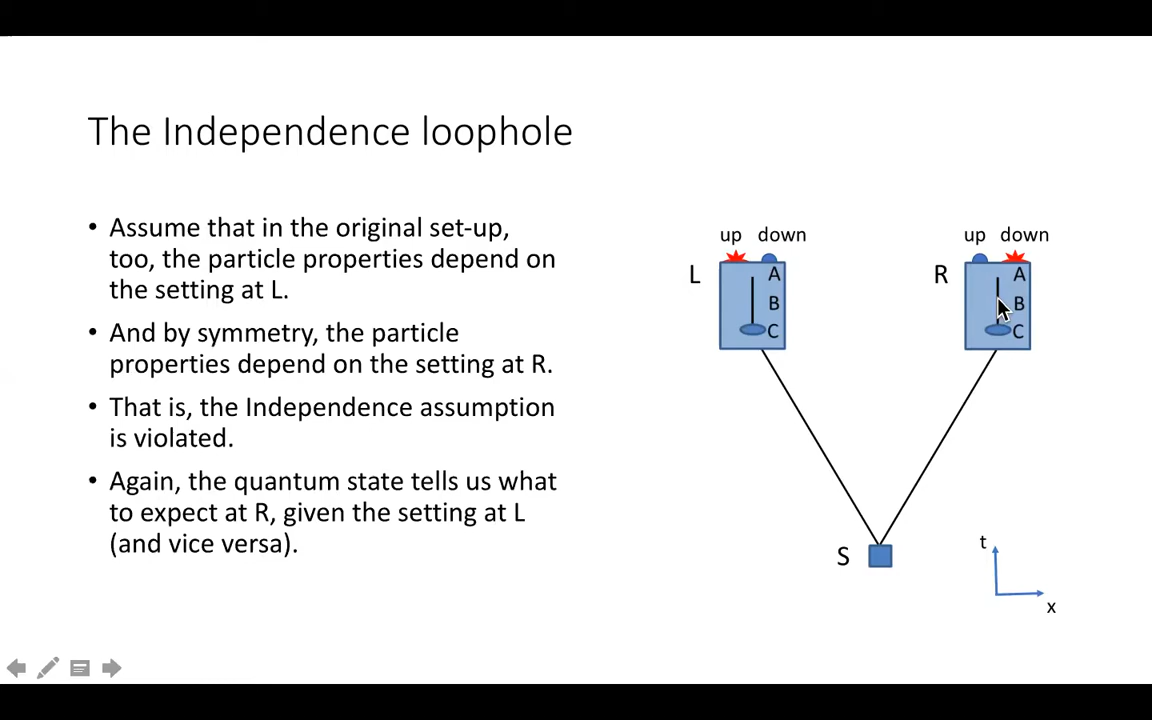 The Independence loophole
• Assume that in the original set-up,
too, the particle properties depend on
the setting at L.
• And by symmetry, the particle
properties depend on the setting at R.
• That is, the Independence assumption
is violated.
• Again, the quantum state tells us what
to expect at R, given the setting at L
(and vice versa).
up down
L
A
B
C
up down
R
A
B
C
S
t
x